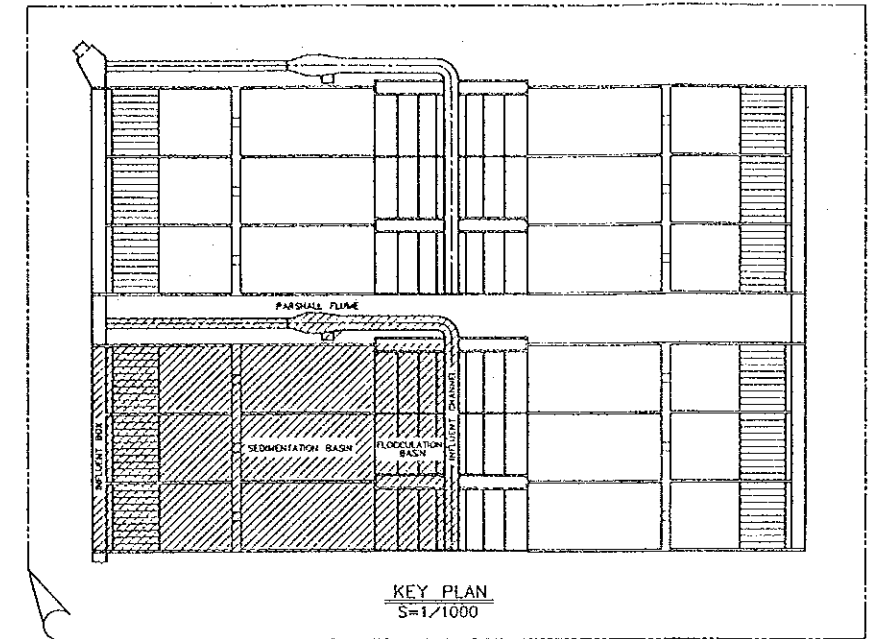 PARSHALL FLUME
INFLUENT BOX
SEDIMENTATION BASIN
FLOCCULATION
BASIN
INFLUENT CHANNEL
KEY PLAN
S=1/1000